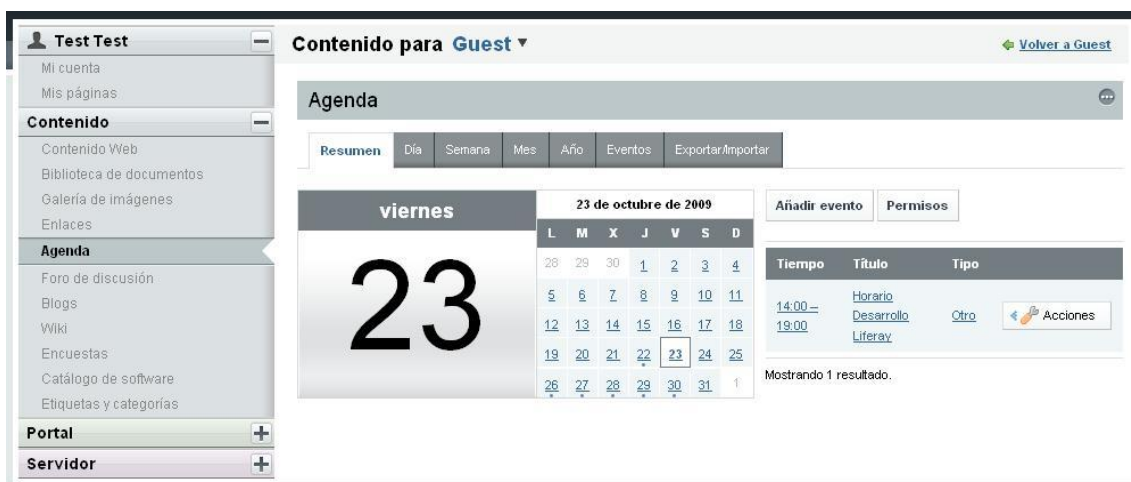 Test Test
Mi cuenta
Mis páginas
Contenido
Contenido Web
Biblioteca de documentos
Galería de imágenes
Enlaces
Agenda
Foro de discusión
Blogs
Wiki
Encuestas
Catálogo de software
Etiquetas y categorías
Portal
Servidor
Contenido para Guest
Volver a Guest
Agenda
Resumen Día Semana Mes Año Eventos Exportar/Importar
viernes
23
23 de octubre de 2009
L M X J V S D
28 29 30 1 2 3 4
5 6 7 8 9 10 11
12 13 14 15 16 17 18
19 20 21 22 23 24 25
26 27 28 29 30 31 1
Añadir evento Permisos
Tiempo Título Tipo
14:00 –
19:00
Horario
Desarrollo
Liferay
Otro
Acciones
Mostrando 1 resultado.